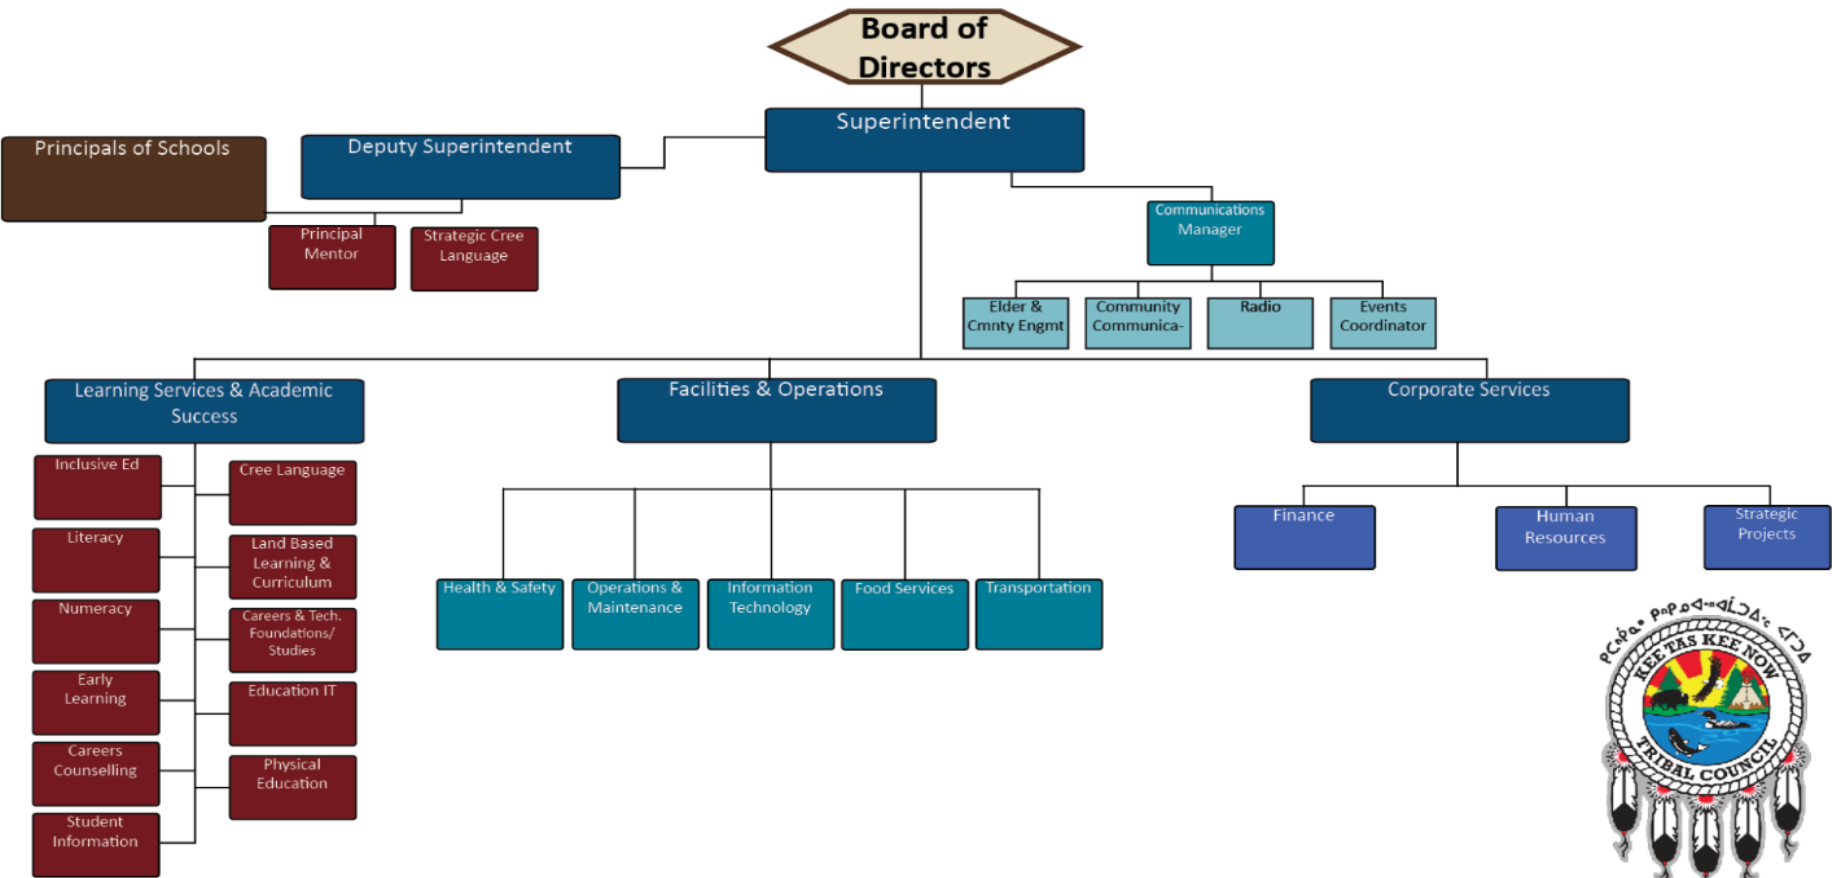 Board of
Directors
Superintendent
Principals of Schools
Deputy Superintendent
Principal
Mentor
Strategic Cree
Language
Communications
Manager
Elder &
Cmnty Engmt
Community
Communica-
Radio
Events
Coordinator
Learning Services & Academic
Success
Facilities & Operations
Corporate Services
Inclusive Ed
Cree Language
Literacy
Land Based
Learning &
Curriculum
Numeracy
Careers & Tech.
Foundations/
Studies
Early
Learning
Education IT
Careers
Counselling
Physical
Education
Student
Information
Health & Safety
Operations &
Maintenance
Information
Technology
Food Services
Transportation
Finance
Human
Resources
Strategic
Projects
KEE TAS KEE NOW
TRIBAL COUNCIL